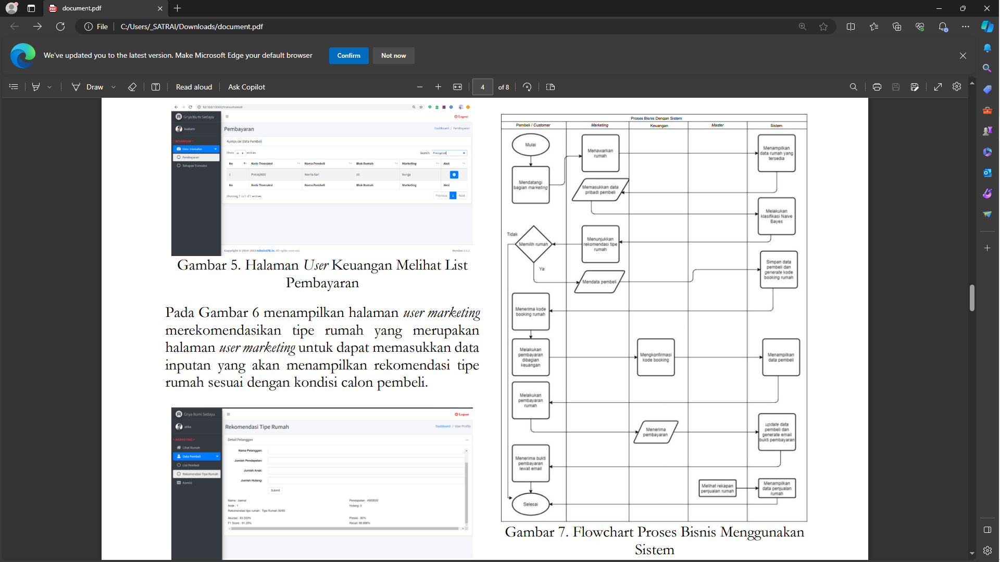 document.pdf
File
C:/Users/_SATRAI/Downloads/document.pdf
We've updated you to the latest version. Make Microsoft Edge your default browser
Confirm
Not now
Draw
Read aloud
Ask Copilot
4
of 8
127.0.0.1:8000/transactionlist
Griya Bumi Sedayu
Logout
budiarti
Pembayaran
Dashboard / Pembayaran
KEUANGAN
Data Transaksi
Pembayaran
Tahapan Transaksi
Kumpulan Data Pembeli
Show 10 entries
Search:
No Kode Transaksi Nama Pembeli Blok Rumah Marketing Aksi
1 PnkUq2020 Novita Sari A3 bunga
No Kode Transaksi Nama Pembeli Blok Rumah Marketing Aksi
Showing 1 to 1 of 1 entries
Previous 1 Next
Copyright © 2014-2019 AdminLTE.io. All rights reserved.
Version 3.0.2
Gambar 5. Halaman User Keuangan Melihat List
Pembayaran
Pada Gambar 6 menampilkan halaman user marketing
merekomendasikan tipe rumah yang merupakan
halaman user marketing untuk dapat memasukkan data
inputan yang akan menampilkan rekomendasi tipe
rumah sesuai dengan kondisi calon pembeli.
Griya Bumi Sedayu
Logout
atika
Rekomendasi Tipe Rumah
Dashboard / User Profile
MARKETING
Lihat Rumah
Data Pembeli
List Pembeli
Rekomendasi Tipe Rumah
Komisi
Detail Pelanggan
Nama Pelanggan:
Jumlah Pendapatan:
Jumlah Anak:
Jumlah Hutang:
Submit
Nama : zaenal
Pendapatan : 4500000
Anak : 1
Hutang: 0
Rekomendasi tipe rumah : Tipe Rumah 30/60
Akurasi : 83.333%
Presisi : 80%
F1 Score : 81.25%
Recall: 88.888%
Proses Bisnis Dengan Sistem
Pembeli / Customer
Marketing
Keuangan
Master
Sistem
Mulai
Menawarkan
rumah
Menampilkan
data rumah yang
tersedia
Mendatangi
bagian marketing
Memasukkan data
pribadi pembeli
Melakukan
klasifikasi Naive
Bayes
Tidak
Memilih rumah
Menunjukkan
rekomendasi tipe
rumah
Ya
Mendata pembeli
Simpan data
pembeli dan
generate kode
booking rumah
Menerima kode
booking rumah
Melakukan
pembayaran
dibagian
keuangan
Mengkonfirmasi
kode booking
Menampilkan
data pembeli
Melakukan
pembayaran
rumah
Menerima
pembayaran
update data
pembeli dan
generate email
bukti pembayaran
Menerima bukti
pembayaran
lewat email
Melihat rekapan
penjualan rumah
Menampilkan
data penjualan
rumah
Selesai
Gambar 7. Flowchart Proses Bisnis Menggunakan
Sistem